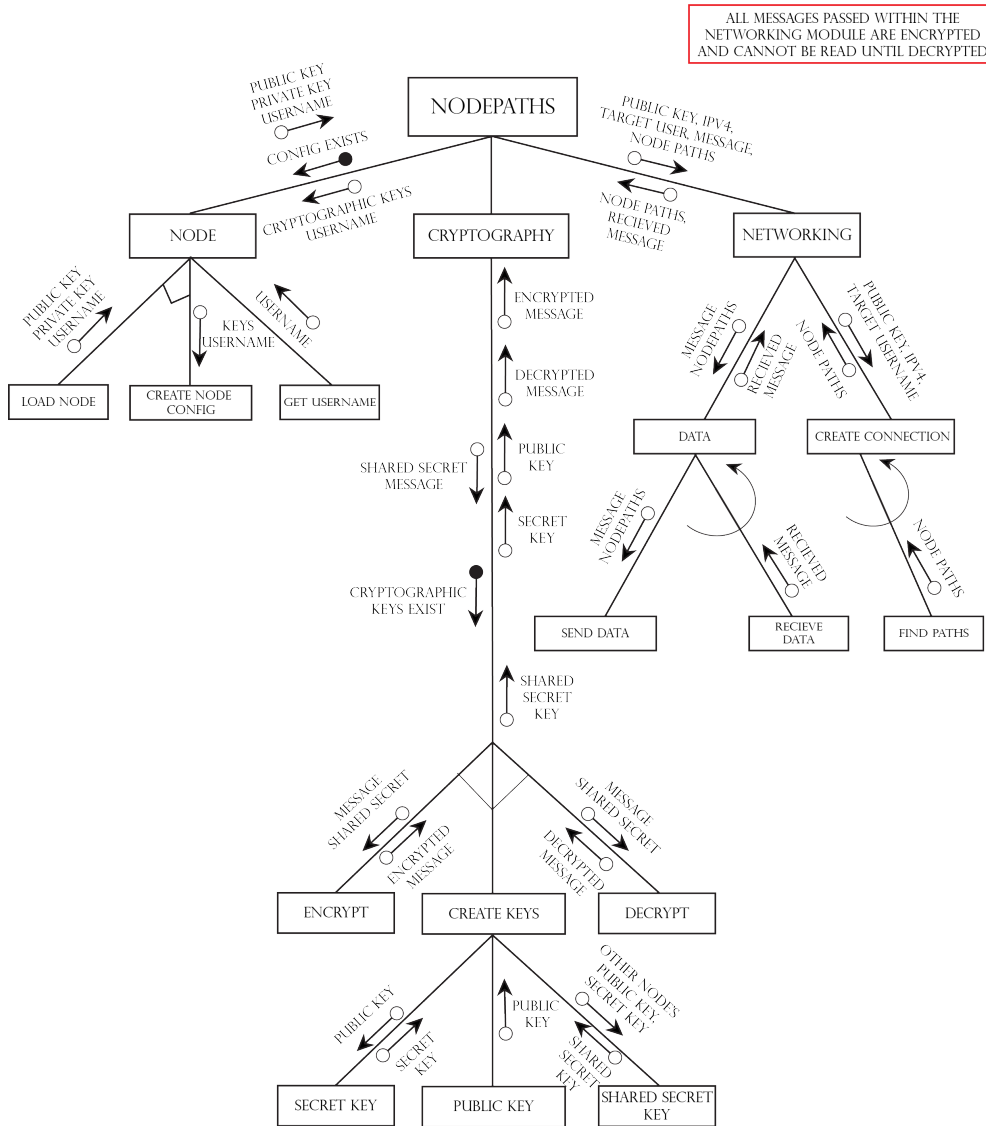 ALL MESSAGES PASSED WITHIN THE
NETWORKING MODULE ARE ENCRYPTED
AND CANNOT BE READ UNTIL DECRYPTED
NODEPATHS
PUBLIC KEY
PRIVATE KEY
USERNAME
CONFIG EXISTS
CRYPTOGRAPHIC KEYS
USERNAME
PUBLIC KEY, IPV4,
TARGET USER, MESSAGE,
NODE PATHS
NODE PATHS,
RECIEVED
MESSAGE
NODE
CRYPTOGRAPHY
NETWORKING
PUBLIC KEY
PRIVATE KEY
USERNAME
KEYS
USERNAME
USERNAME
LOAD NODE
CREATE NODE
CONFIG
GET USERNAME
ENCRYPTED
MESSAGE
DECRYPTED
MESSAGE
SHARED SECRET
MESSAGE
PUBLIC
KEY
SECRET
KEY
CRYPTOGRAPHIC
KEYS EXIST
SHARED
SECRET
KEY
MESSAGE
NODEPATHS
RECIEVED
MESSAGE
NODE PATHS
PUBLIC KEY, IPV4,
TARGET USERNAME
DATA
CREATE CONNECTION
MESSAGE
NODEPATHS
RECIEVED
MESSAGE
NODE PATHS
SEND DATA
RECIEVE
DATA
FIND PATHS
MESSAGE
SHARED SECRET
ENCRYPTED
MESSAGE
MESSAGE
SHARED SECRET
DECRYPTED
MESSAGE
ENCRYPT
CREATE KEYS
DECRYPT
PUBLIC KEY
SECRET
KEY
PUBLIC
KEY
OTHER NODES
PUBLIC KEY,
SECRET KEY
SHARED
SECRET
KEY
SECRET KEY
PUBLIC KEY
SHARED SECRET
KEY